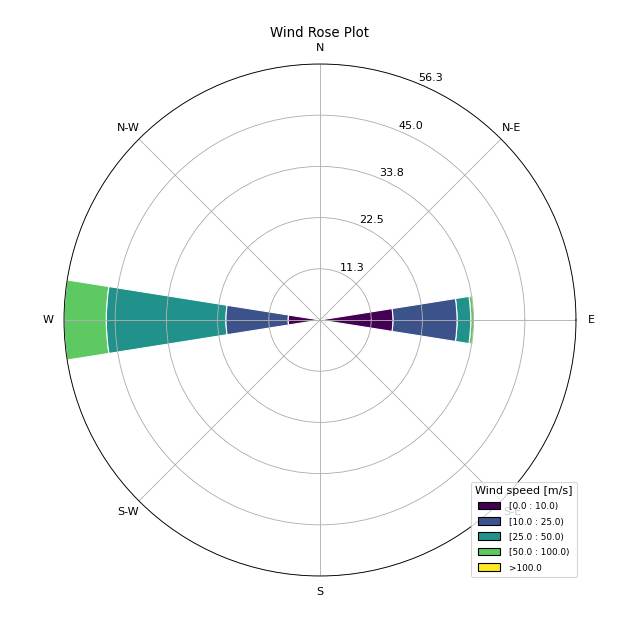 Wind Rose Plot
N
56.3
N-W
45.0
N-E
33.8
22.5
11.3
W
E
Wind speed [m/s]
[0.0 : 10.0)
S-W
S-E
[10.0 : 25.0)
[25.0 : 50.0)
[50.0 : 100.0)
>100.0
S